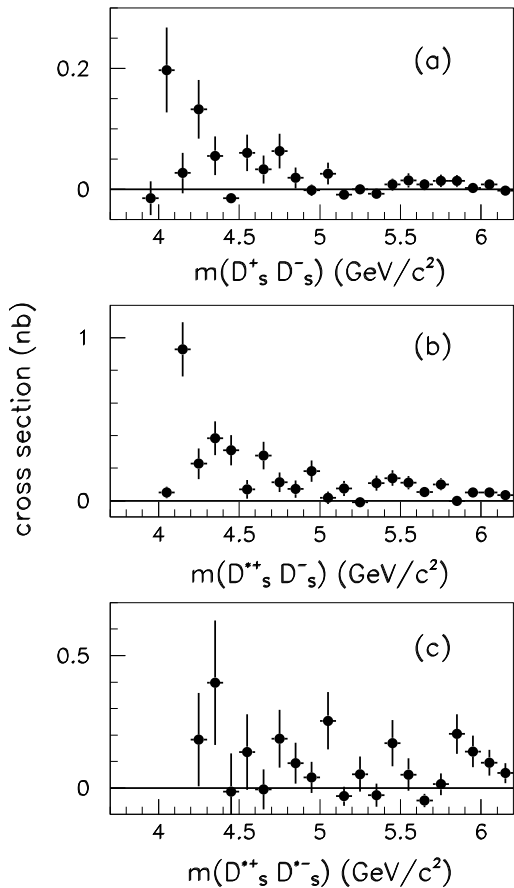 (a)
0.2
0
4 4.5 5 5.5 6
m(D⁺ₛ D⁻ₛ) (GeV/c²)
cross section (nb)
(b)
1
0
4 4.5 5 5.5 6
m(D*⁺ₛ D⁻ₛ) (GeV/c²)
(c)
0.5
0
4 4.5 5 5.5 6
m(D*⁺ₛ D*⁻ₛ) (GeV/c²)